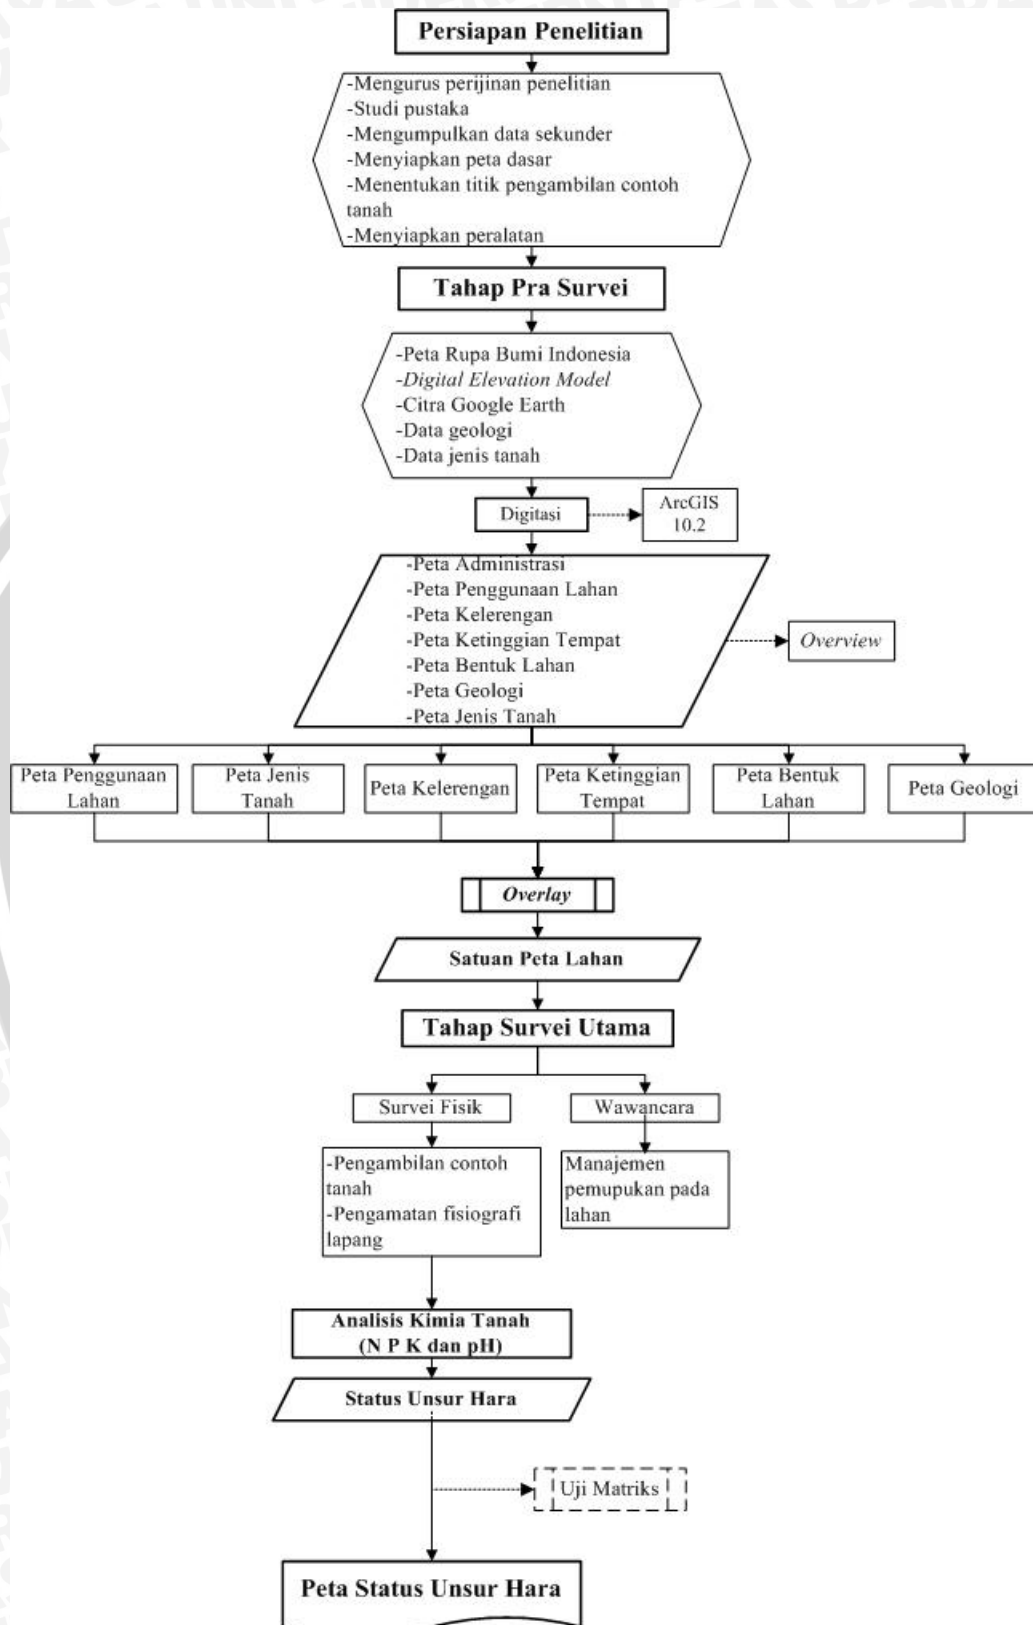 Persiapan Penelitian
-Mengurus perijinan penelitian
-Studi pustaka
-Mengumpulkan data sekunder
-Menyiapkan peta dasar
-Menentukan titik pengambilan contoh
tanah
-Menyiapkan peralatan
Tahap Pra Survei
-Peta Rupa Bumi Indonesia
-Digital Elevation Model
-Citra Google Earth
-Data geologi
-Data jenis tanah
Digitasi
ArcGIS
10.2
-Peta Administrasi
-Peta Penggunaan Lahan
-Peta Kelerengan
-Peta Ketinggian Tempat
-Peta Bentuk Lahan
-Peta Geologi
-Peta Jenis Tanah
Overview
Peta Penggunaan
Lahan
Peta Jenis
Tanah
Peta Kelerengan
Peta Ketinggian
Tempat
Peta Bentuk
Lahan
Peta Geologi
Overlay
Satuan Peta Lahan
Tahap Survei Utama
Survei Fisik
Wawancara
-Pengambilan contoh
tanah
-Pengamatan fisiografi
lapang
Manajemen
pemupukan pada
lahan
Analisis Kimia Tanah
(N P K dan pH)
Status Unsur Hara
Uji Matriks
Peta Status Unsur Hara